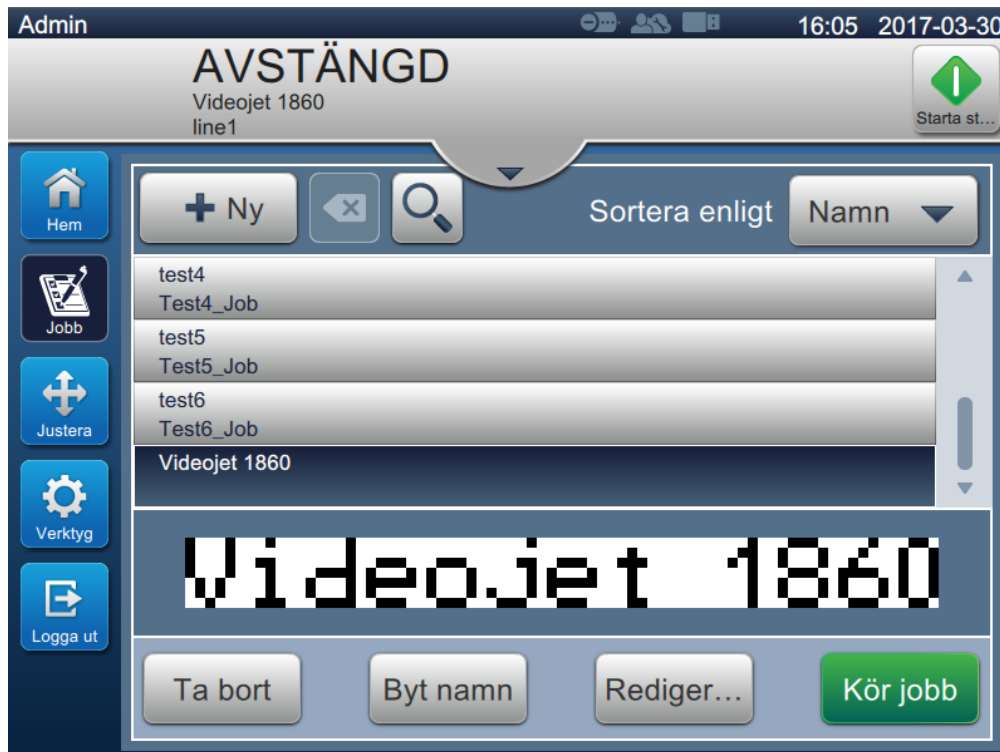 Admin 16:05 2017-03-30
AVSTÄNGD
Videojet 1860
line1
Starta st...
Hem
Jobb
Justera
Verktyg
Logga ut
Ny
Sortera enligt Namn
test4
Test4_Job
test5
Test5_Job
test6
Test6_Job
Videojet 1860
Videojet 1860
Ta bort Byt namn Rediger... Kör jobb